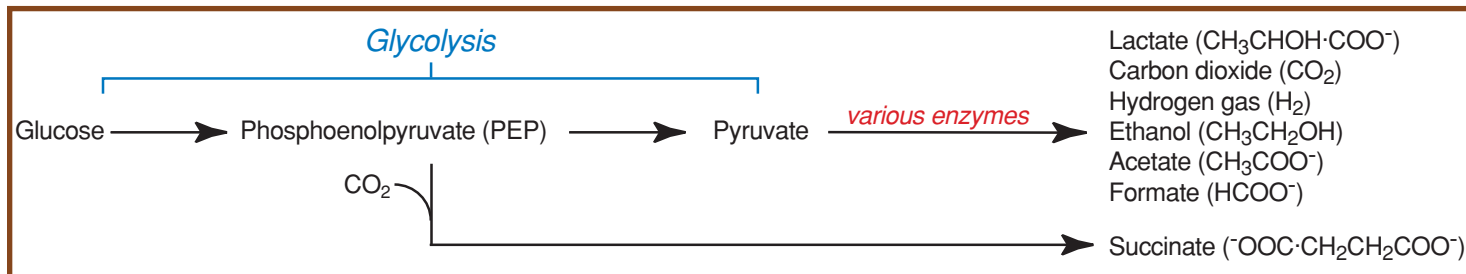 Glycolysis
Lactate (CH₃CHOH·COO⁻)
Carbon dioxide (CO₂)
Hydrogen gas (H₂)
Glucose
Phosphoenolpyruvate (PEP)
Pyruvate
various enzymes
Ethanol (CH₃CH₂OH)
Acetate (CH₃COO⁻)
Formate (HCOO⁻)
CO₂
Succinate (⁻OOC·CH₂CH₂COO⁻)